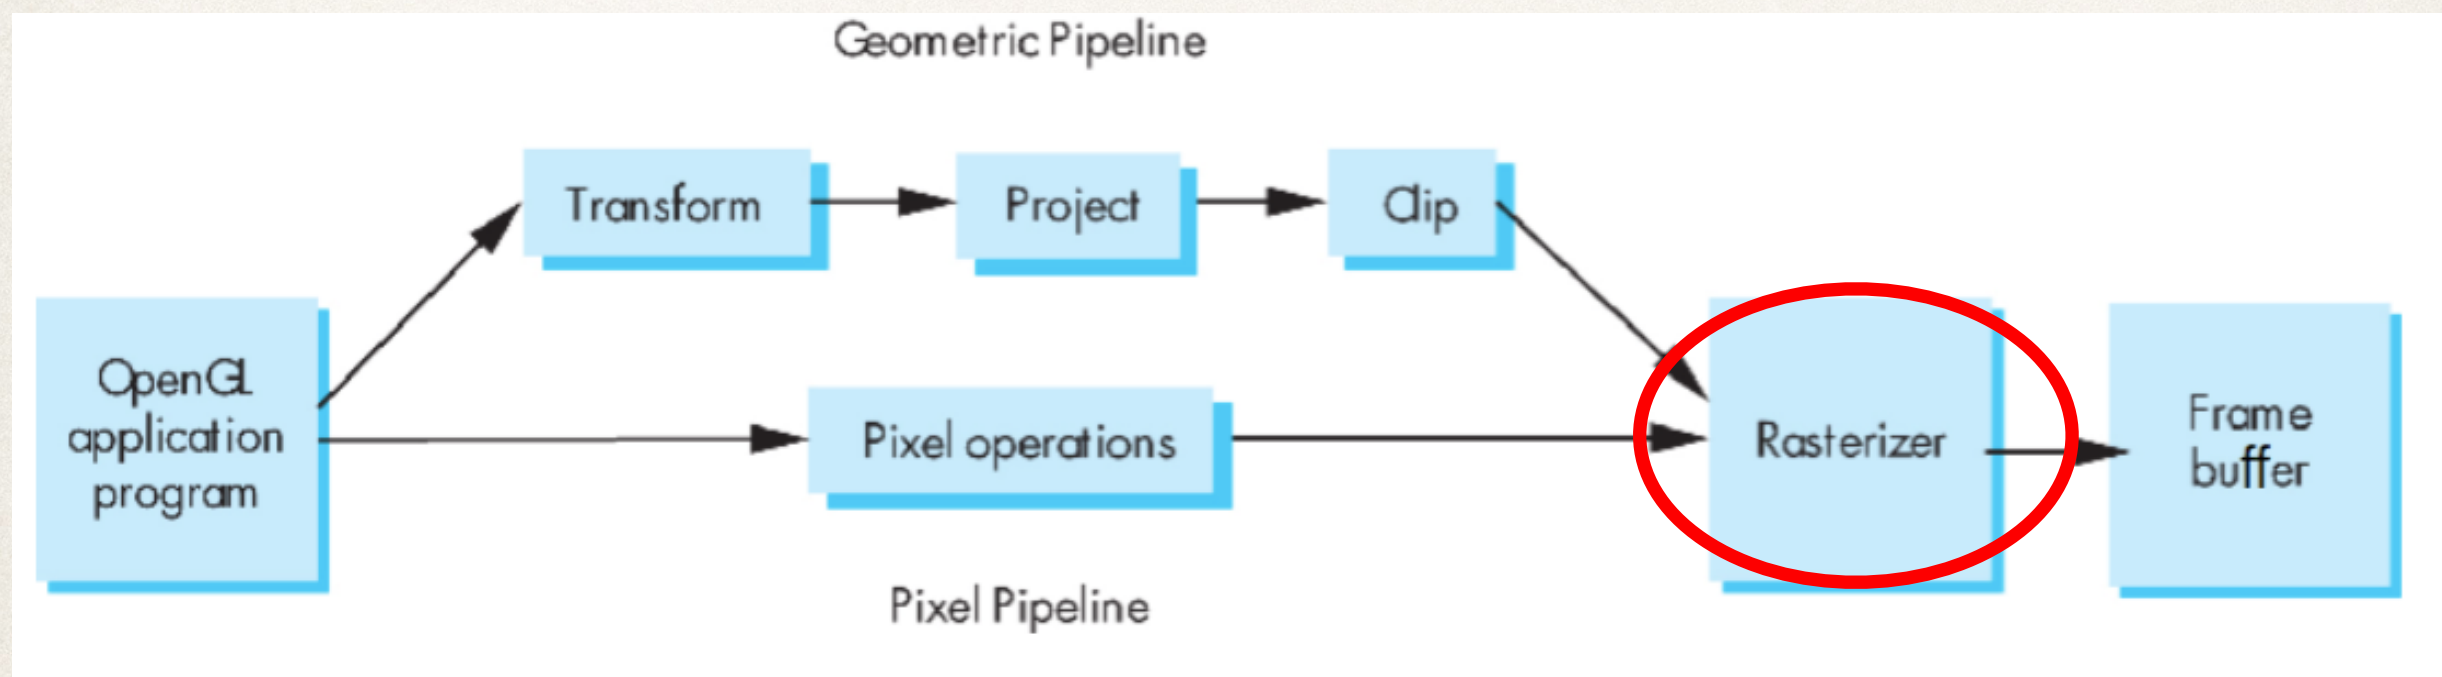 Geometric Pipeline
Transform
Project
Clip
OpenGL
application
program
Pixel operations
Rasterizer
Frame
buffer
Pixel Pipeline